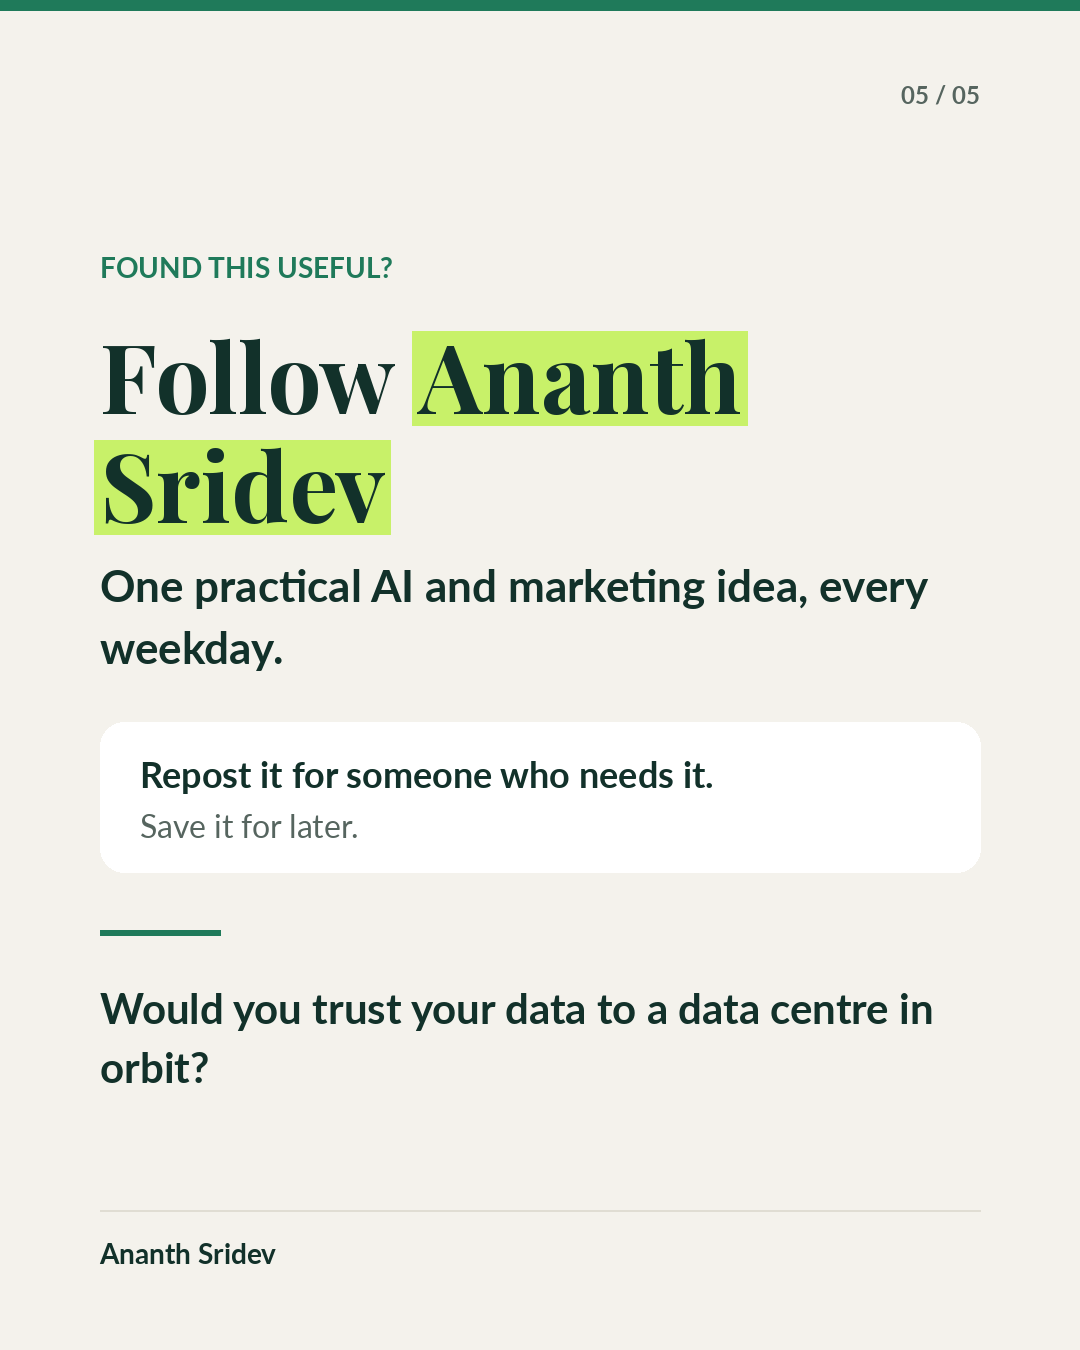 05 / 05
FOUND THIS USEFUL?
Follow Ananth
Sridev
One practical AI and marketing idea, every
weekday.
Repost it for someone who needs it.
Save it for later.
Would you trust your data to a data centre in
orbit?
Ananth Sridev